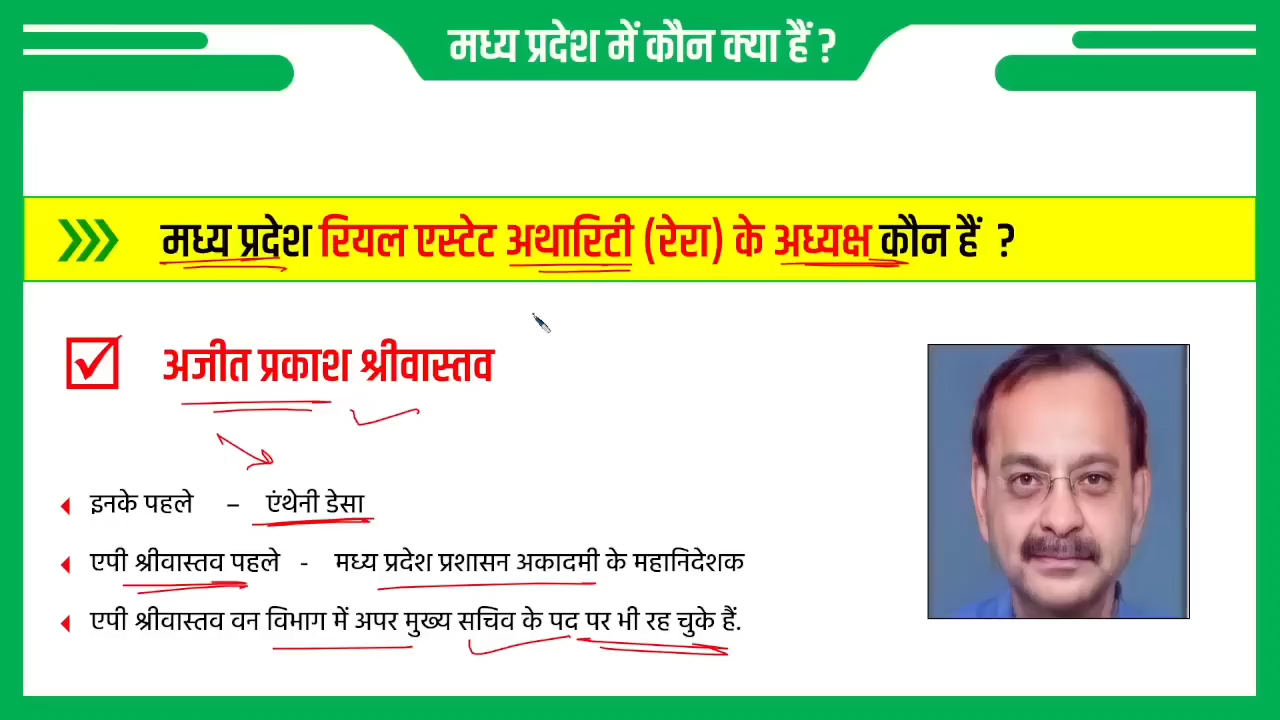 मध्य प्रदेश में कौन क्या हैं ?
मध्य प्रदेश रियल एस्टेट अथारिटी (रेरा) के अध्यक्ष कौन हैं ?
अजीत प्रकाश श्रीवास्तव
इनके पहले – एंथेनी डेसा
एपी श्रीवास्तव पहले - मध्य प्रदेश प्रशासन अकादमी के महानिदेशक
एपी श्रीवास्तव वन विभाग में अपर मुख्य सचिव के पद पर भी रह चुके हैं.